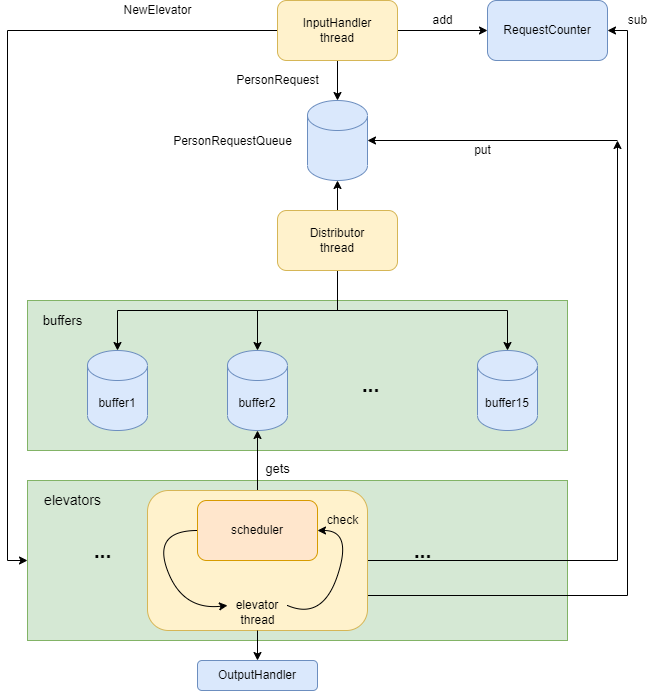 NewElevator
InputHandler
thread
add
RequestCounter
sub
PersonRequest
PersonRequestQueue
put
Distributor
thread
buffers
buffer1
buffer2
...
buffer15
gets
elevators
scheduler
check
...
...
elevator
thread
OutputHandler